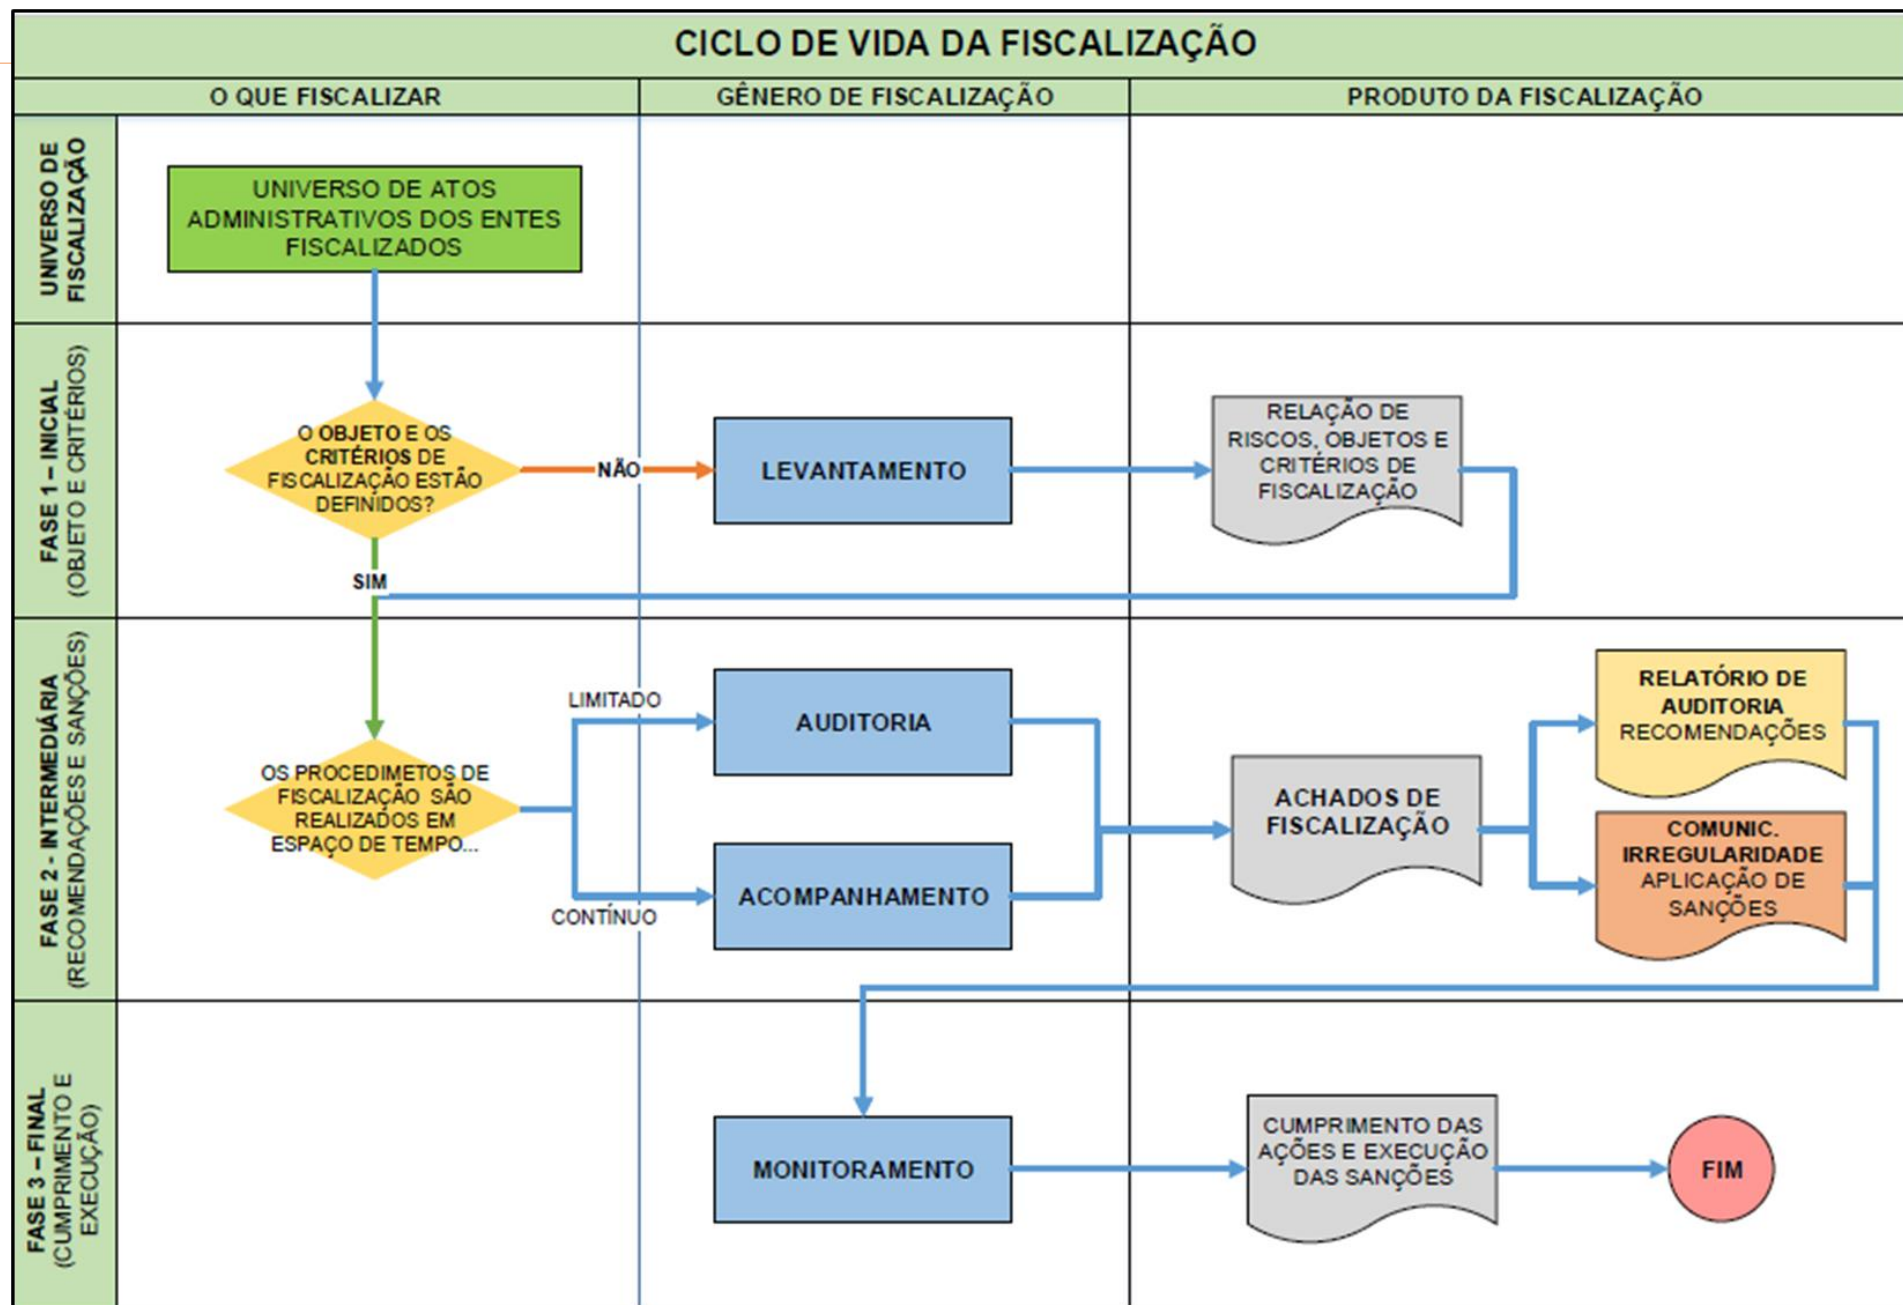 CICLO DE VIDA DA FISCALIZAÇÃO
O QUE FISCALIZAR
GÊNERO DE FISCALIZAÇÃO
PRODUTO DA FISCALIZAÇÃO
UNIVERSO DE
FISCALIZAÇÃO
UNIVERSO DE ATOS
ADMINISTRATIVOS DOS ENTES
FISCALIZADOS
FASE 1 – INICIAL
(OBJETO E CRITÉRIOS)
O OBJETO E OS
CRITÉRIOS DE
FISCALIZAÇÃO ESTÃO
DEFINIDOS?
NÃO
LEVANTAMENTO
RELAÇÃO DE
RISCOS, OBJETOS E
CRITÉRIOS DE
FISCALIZAÇÃO
SIM
FASE 2 - INTERMEDIÁRIA
(RECOMENDAÇÕES E SANÇÕES)
OS PROCEDIMETOS DE
FISCALIZAÇÃO SÃO
REALIZADOS EM
ESPAÇO DE TEMPO...
LIMITADO
AUDITORIA
CONTÍNUO
ACOMPANHAMENTO
ACHADOS DE
FISCALIZAÇÃO
RELATÓRIO DE
AUDITORIA
RECOMENDAÇÕES
COMUNIC.
IRREGULARIDADE
APLICAÇÃO DE
SANÇÕES
FASE 3 – FINAL
(CUMPRIMENTO E
EXECUÇÃO)
MONITORAMENTO
CUMPRIMENTO DAS
AÇÕES E EXECUÇÃO
DAS SANÇÕES
FIM